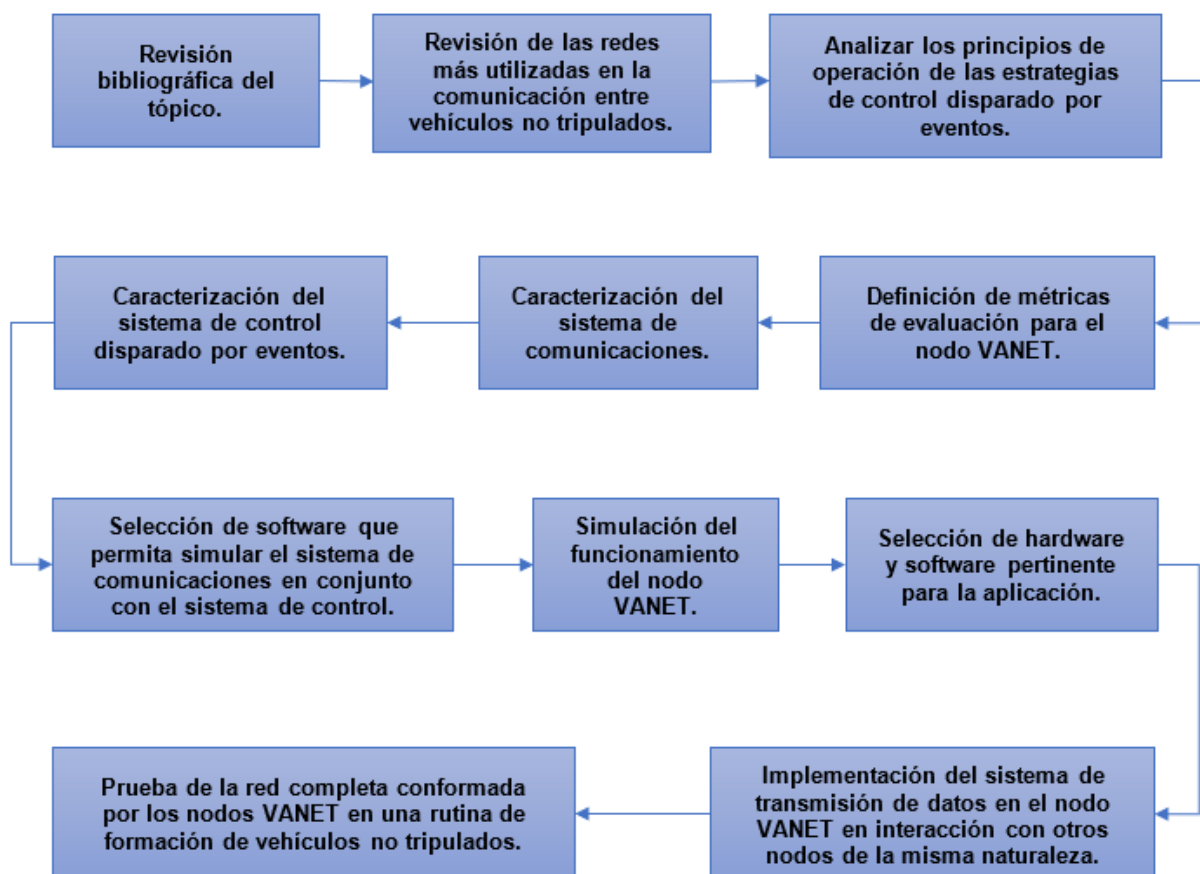 Revisión
bibliográfica del
tópico.
Revisión de las redes
más utilizadas en la
comunicación entre
vehículos no tripulados.
Analizar los principios de
operación de las estrategias
de control disparado por
eventos.
Definición de métricas
de evaluación para el
nodo VANET.
Caracterización del
sistema de
comunicaciones.
Caracterización del
sistema de control
disparado por eventos.
Selección de software que
permita simular el sistema de
comunicaciones en conjunto
con el sistema de control.
Simulación del
funcionamiento
del nodo
VANET.
Selección de hardware
y software pertinente
para la aplicación.
Implementación del sistema de
transmisión de datos en el nodo
VANET en interacción con otros
nodos de la misma naturaleza.
Prueba de la red completa conformada
por los nodos VANET en una rutina de
formación de vehículos no tripulados.